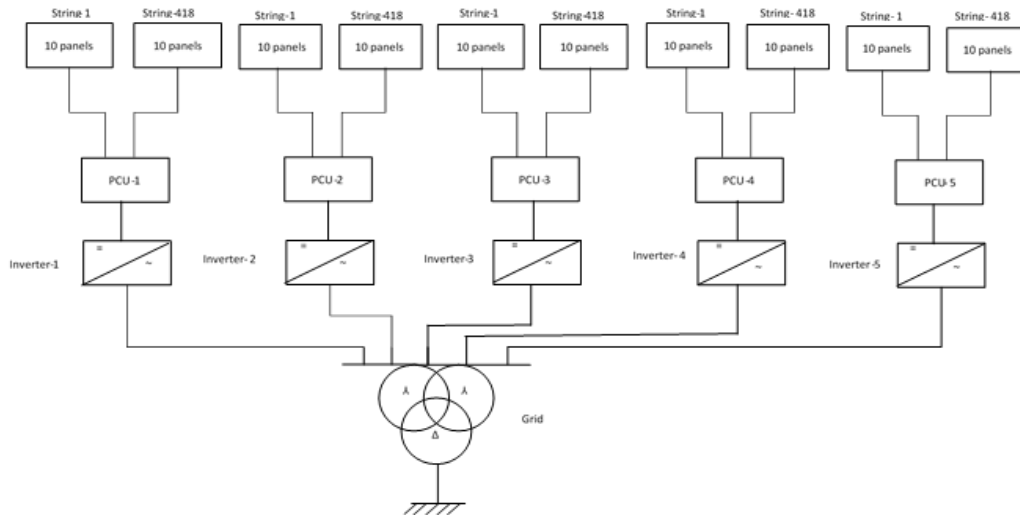 String 1
String-418
String-1
String-418
String-1
String-418
String-1
String- 418
String- 1
String- 418
10 panels
10 panels
10 panels
10 panels
10 panels
10 panels
10 panels
10 panels
10 panels
10 panels
PCU-1
PCU-2
PCU-3
PCU-4
PCU-5
=
=
=
=
=
~
~
~
~
~
Inverter-1
Inverter- 2
Inverter-3
Inverter- 4
Inverter-5
⅄
⅄
Δ
Grid